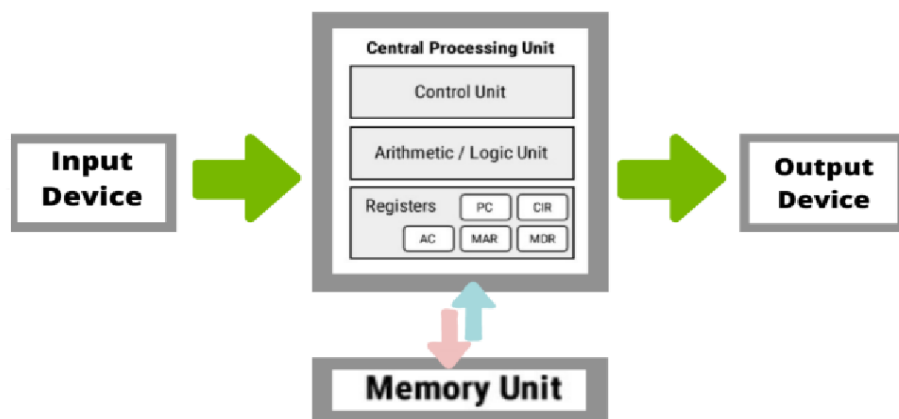 Central Processing Unit
Control Unit
Arithmetic / Logic Unit
Registers PC CIR
AC MAR MDR
Input
Device
Output
Device
Memory Unit